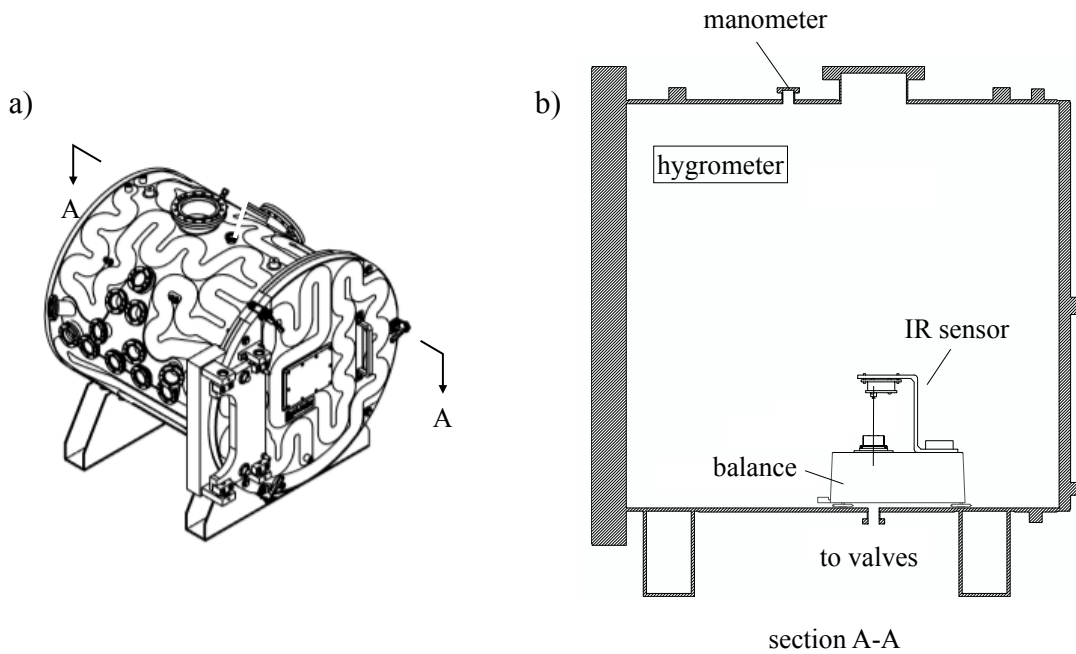 a)
A
A
b)
manometer
hygrometer
IR sensor
balance
to valves
section A-A